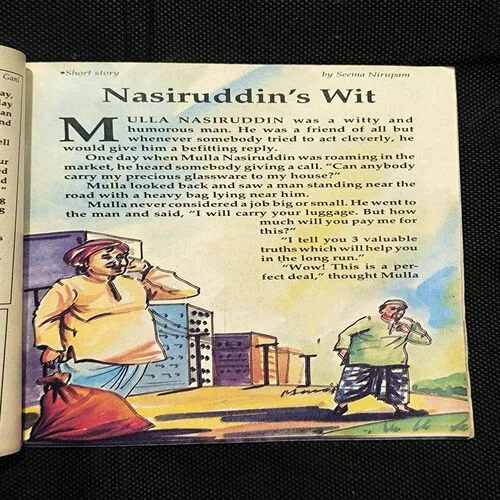 Gani
•Short story
by Seema Nirupam
Nasiruddin's Wit
MULLA NASIRUDDIN was a witty and
humorous man. He was a friend of all but
whenever somebody tried to act cleverly, he
would give him a befitting reply.
One day when Mulla Nasiruddin was roaming in the
market, he heard somebody giving a call. "Can anybody
carry my precious glassware to my house?"
Mulla looked back and saw a man standing near the
road with a heavy bag lying near him.
Mulla never considered a job big or small. He went to
the man and said, "I will carry your luggage. But how
much will you pay me for
this?"
"I tell you 3 valuable
truths which will help you
in the long run."
"Wow! This is a per-
fect deal," thought Mulla